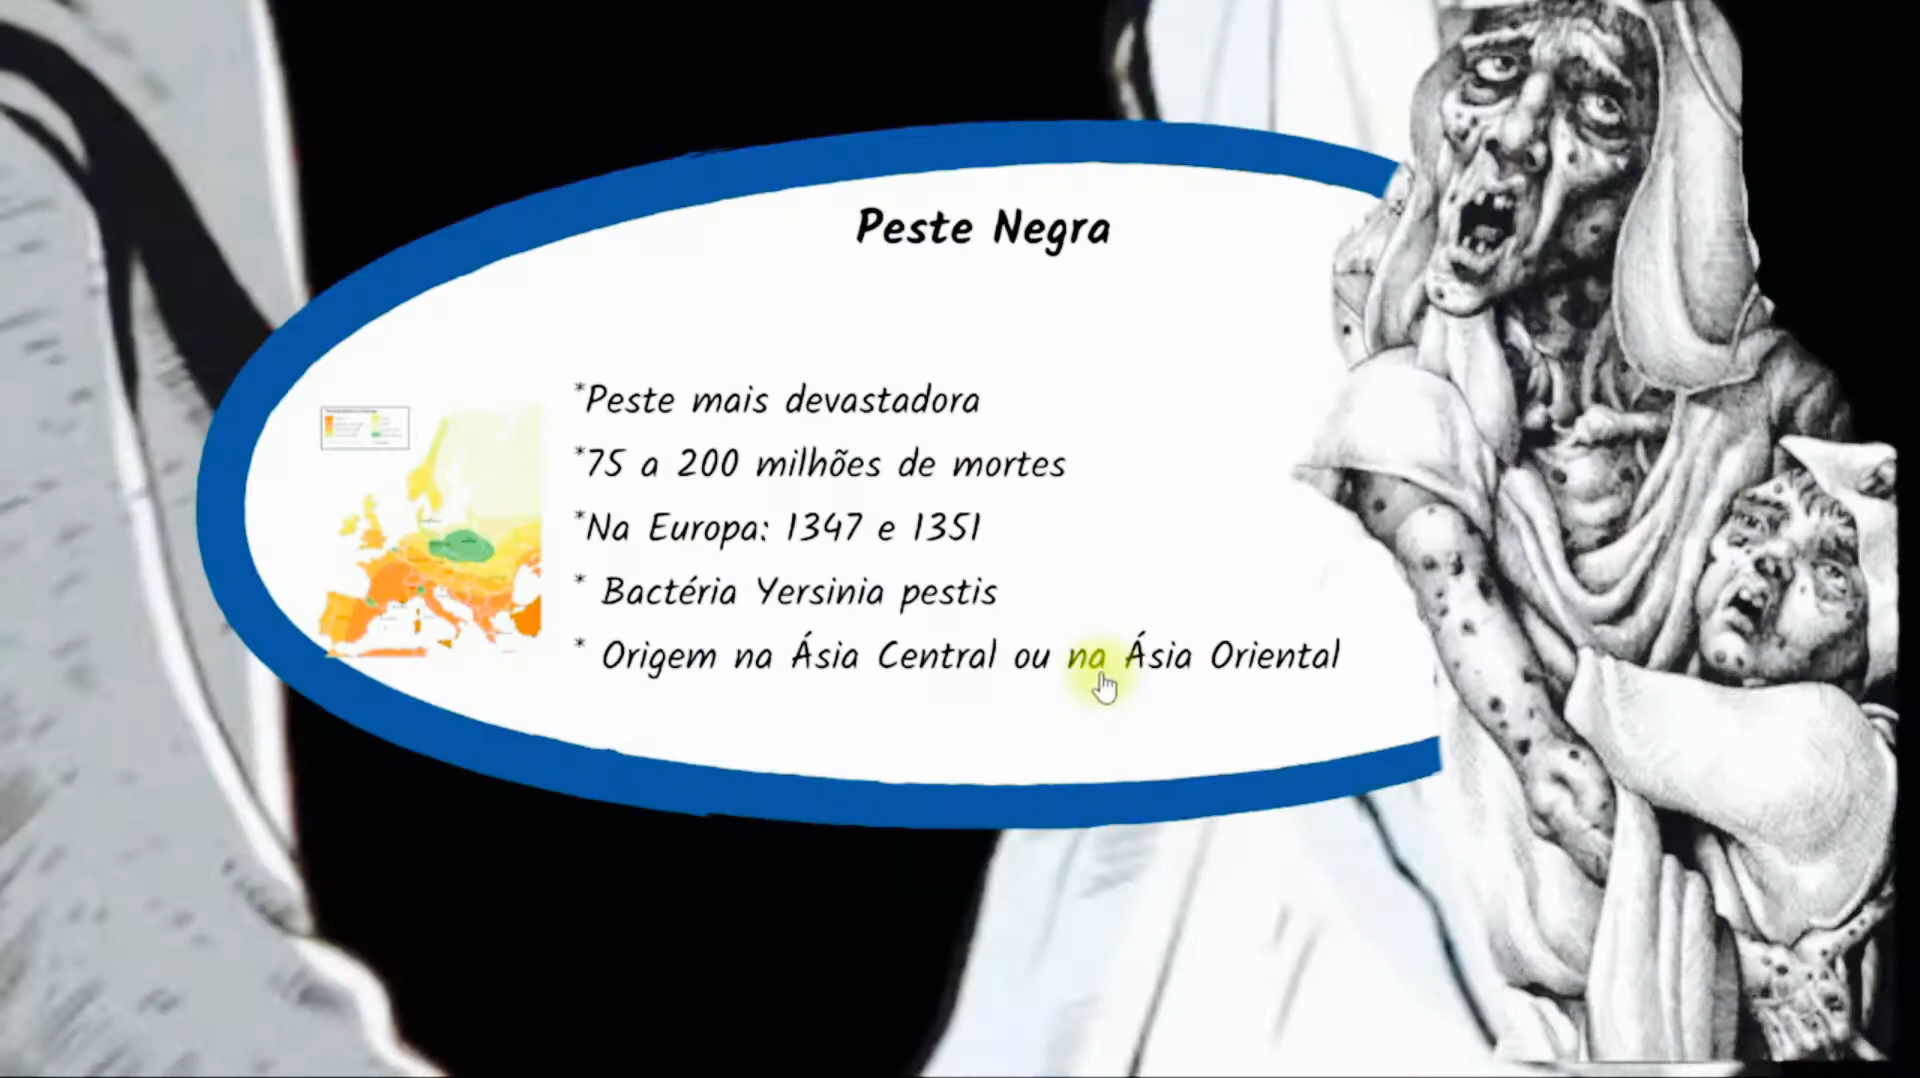 Peste Negra
*Peste mais devastadora
*75 a 200 milhões de mortes
*Na Europa: 1347 e 1351
* Bactéria Yersinia pestis
* Origem na Ásia Central ou na Ásia Oriental